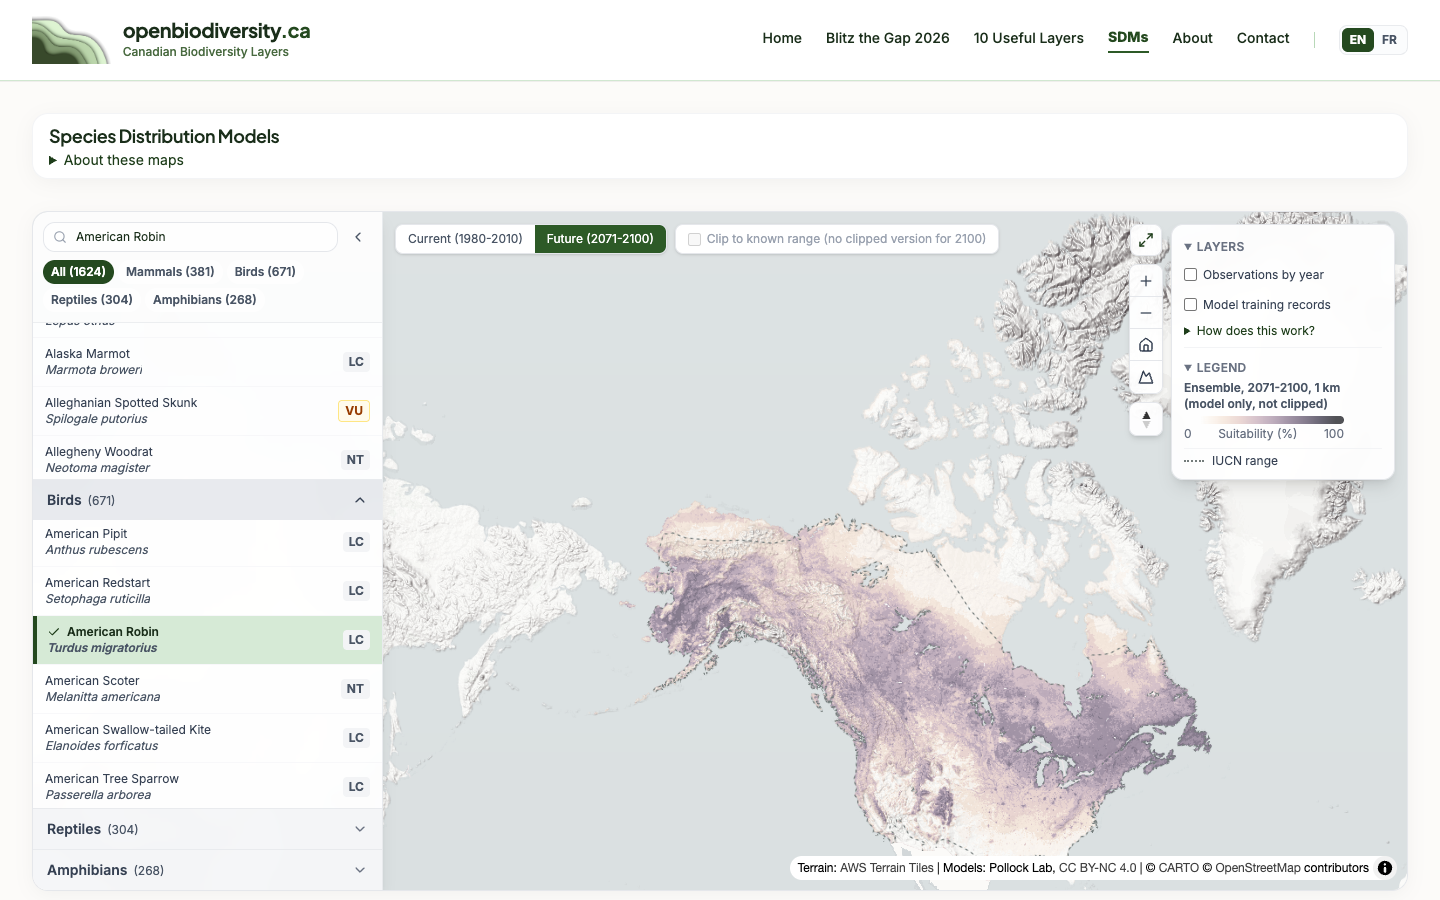 openbiodiversity.ca
Canadian Biodiversity Layers
Home
Blitz the Gap 2026
10 Useful Layers
SDMs
About
Contact
EN
FR
Species Distribution Models
About these maps
American Robin
All (1624)
Mammals (381)
Birds (671)
Reptiles (304)
Amphibians (268)
Alaska Marmot
Marmota broweri
LC
Alleghanian Spotted Skunk
Spilogale putorius
VU
Allegheny Woodrat
Neotoma magister
NT
Birds (671)
American Pipit
Anthus rubescens
LC
American Redstart
Setophaga ruticilla
LC
American Robin
Turdus migratorius
LC
American Scoter
Melanitta americana
NT
American Swallow-tailed Kite
Elanoides forficatus
LC
American Tree Sparrow
Passerella arborea
LC
Reptiles (304)
Amphibians (268)
Current (1980-2010)
Future (2071-2100)
Clip to known range (no clipped version for 2100)
LAYERS
Observations by year
Model training records
How does this work?
LEGEND
Ensemble, 2071-2100, 1 km
(model only, not clipped)
0 Suitability (%) 100
IUCN range
Terrain: AWS Terrain Tiles | Models: Pollock Lab, CC BY-NC 4.0 | © CARTO © OpenStreetMap contributors